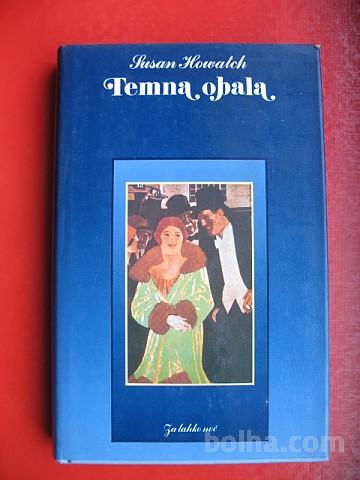 Susan Howatch
Temna obala
Za lahko noč
bolha.com